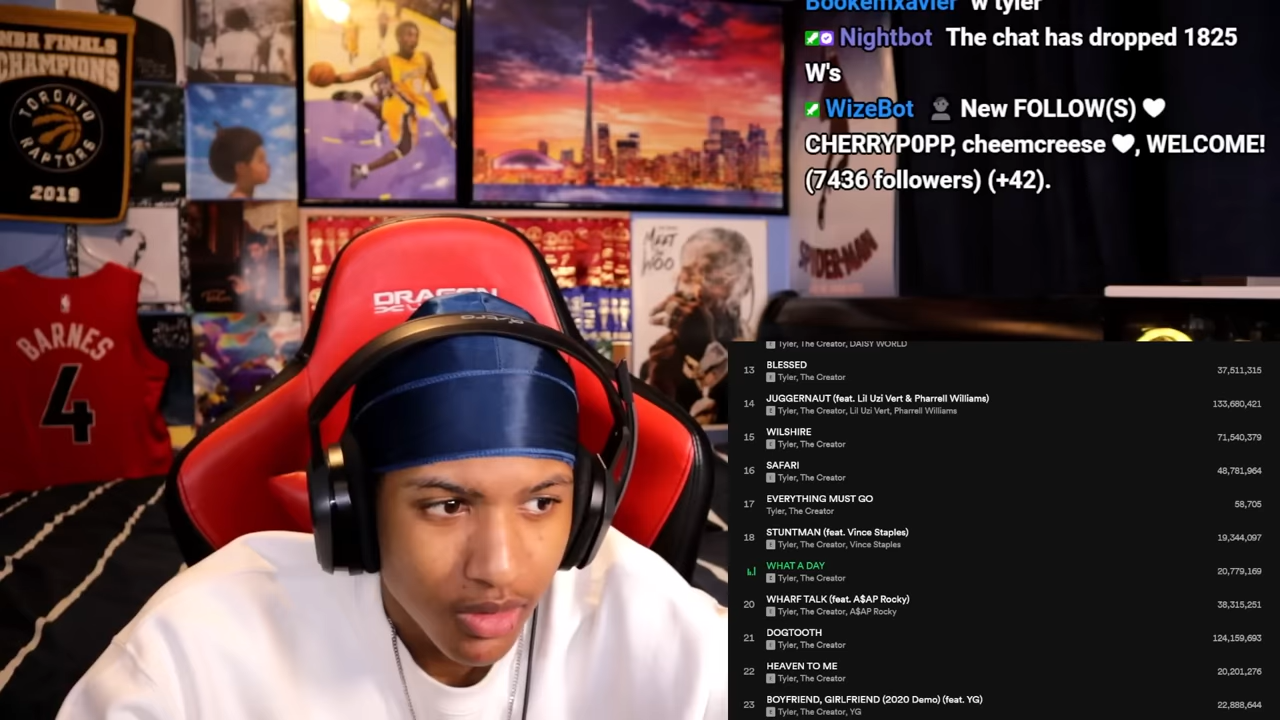 Bookemxavier w tyler
Nightbot The chat has dropped 1825
W's
WizeBot New FOLLOW(S)
CHERRYP0PP, cheemcreese , WELCOME!
(7436 followers) (+42).
NBA FINALS
CHAMPIONS
TORONTO
RAPTORS
2019
BARNES
4
DRAGON
MEET
THE
WOO
SPIDER-MAN
Tyler, The Creator, DAISY WORLD
13 BLESSED 37,511,315
E Tyler, The Creator
14 JUGGERNAUT (feat. Lil Uzi Vert & Pharrell Williams) 133,680,421
E Tyler, The Creator, Lil Uzi Vert, Pharrell Williams
15 WILSHIRE 71,540,379
E Tyler, The Creator
16 SAFARI 48,781,964
E Tyler, The Creator
17 EVERYTHING MUST GO 58,705
Tyler, The Creator
18 STUNTMAN (feat. Vince Staples) 19,344,097
E Tyler, The Creator, Vince Staples
WHAT A DAY 20,779,169
E Tyler, The Creator
20 WHARF TALK (feat. A$AP Rocky) 38,315,251
E Tyler, The Creator, A$AP Rocky
21 DOGTOOTH 124,159,693
E Tyler, The Creator
22 HEAVEN TO ME 20,201,276
E Tyler, The Creator
23 BOYFRIEND, GIRLFRIEND (2020 Demo) (feat. YG) 22,888,644
E Tyler, The Creator, YG